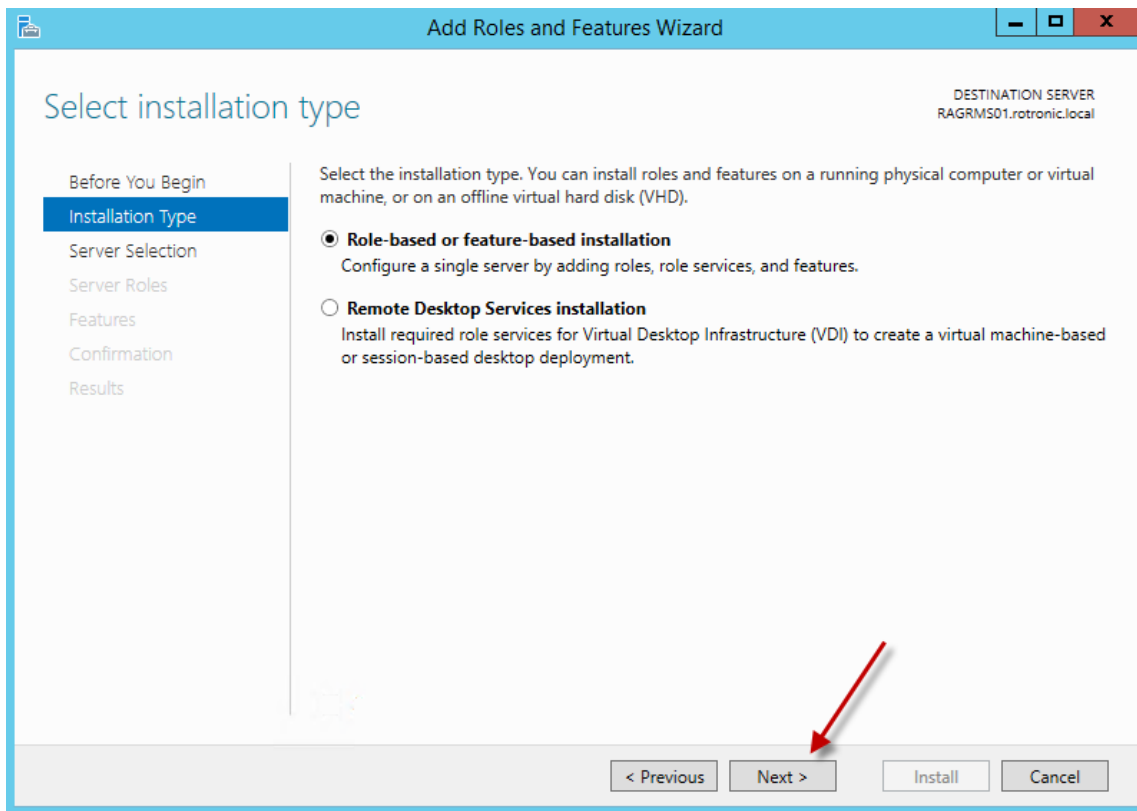 Add Roles and Features Wizard
Select installation type
DESTINATION SERVER
RAGRMS01.rotronic.local
Before You Begin
Installation Type
Server Selection
Server Roles
Features
Confirmation
Results
Select the installation type. You can install roles and features on a running physical computer or virtual
machine, or on an offline virtual hard disk (VHD).
Role-based or feature-based installation
Configure a single server by adding roles, role services, and features.
Remote Desktop Services installation
Install required role services for Virtual Desktop Infrastructure (VDI) to create a virtual machine-based
or session-based desktop deployment.
< Previous Next > Install Cancel